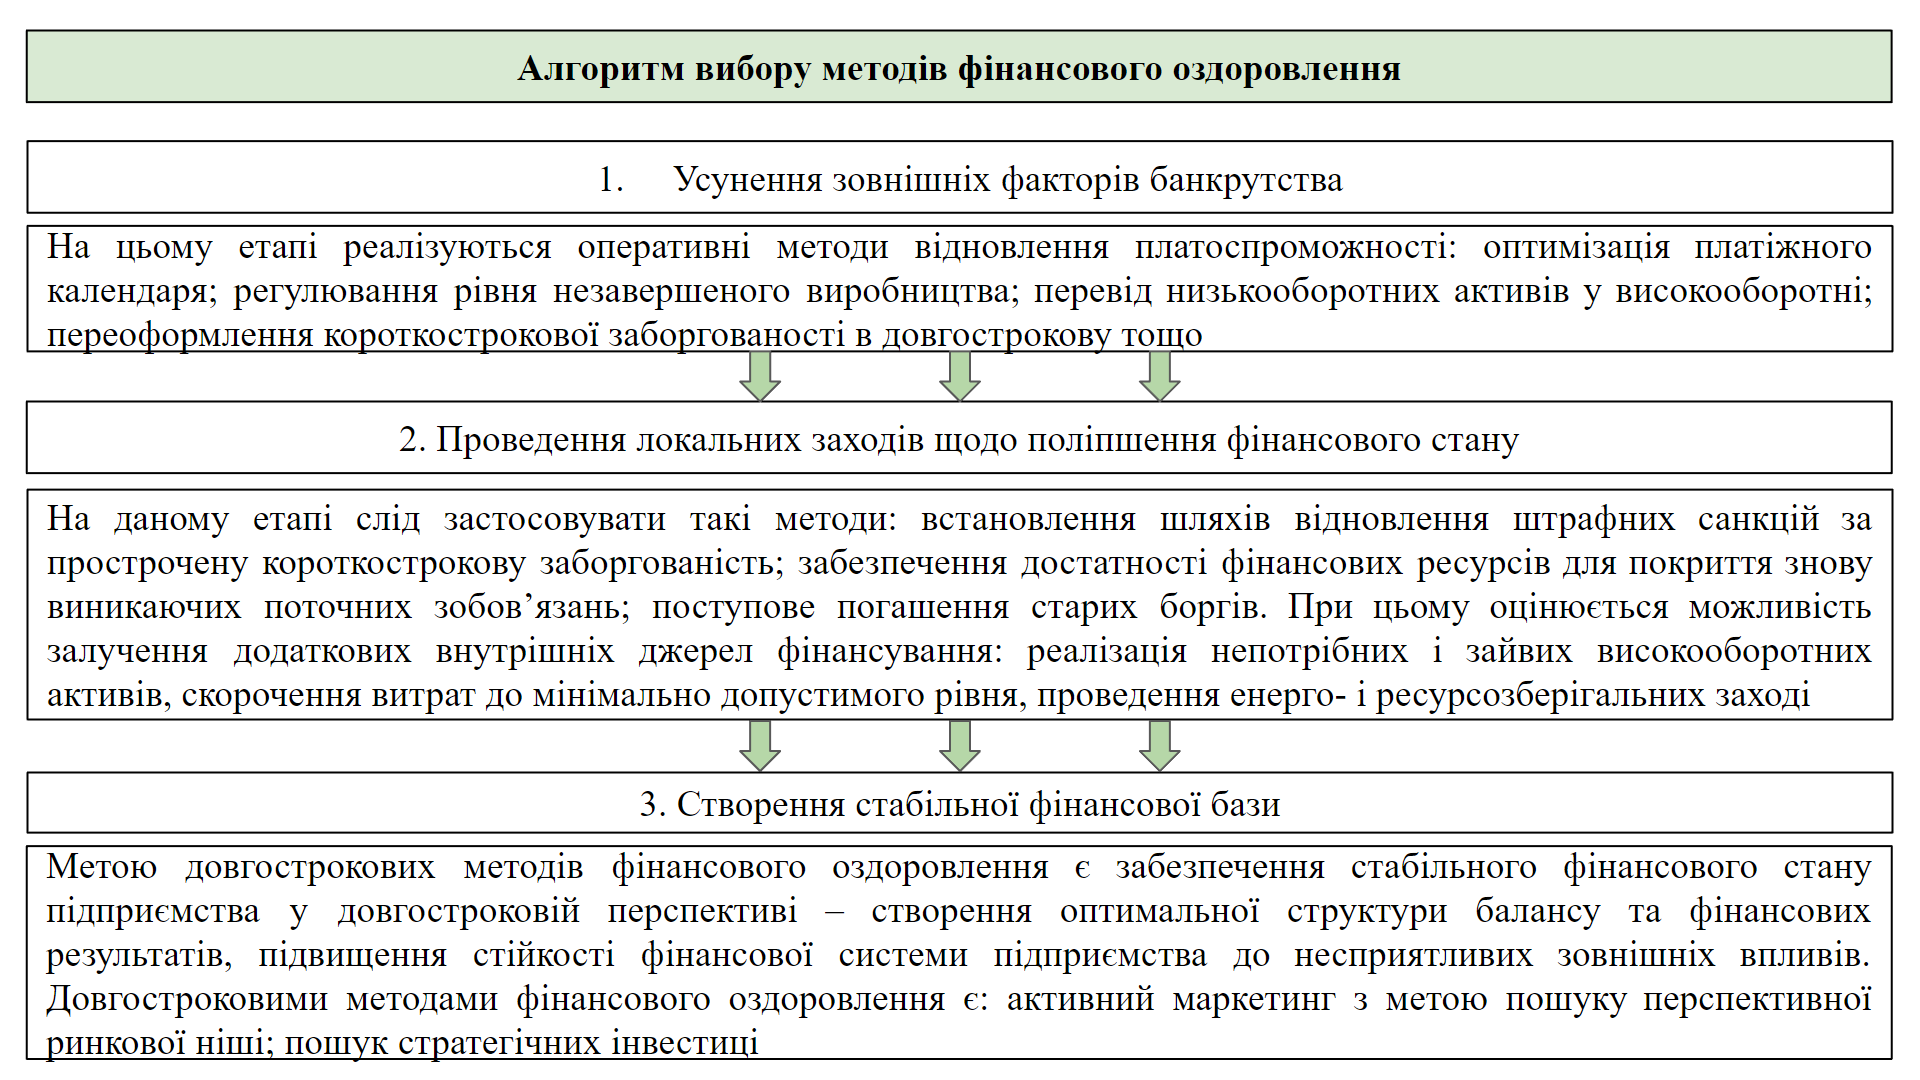 Алгоритм вибору методів фінансового оздоровлення
1. Усунення зовнішніх факторів банкрутства
На цьому етапі реалізуються оперативні методи відновлення платоспроможності: оптимізація платіжного
календаря; регулювання рівня незавершеного виробництва; перевід низькооборотних активів у високооборотні;
переоформлення короткострокової заборгованості в довгострокову тощо
2. Проведення локальних заходів щодо поліпшення фінансового стану
На даному етапі слід застосовувати такі методи: встановлення шляхів відновлення штрафних санкцій за
прострочену короткострокову заборгованість; забезпечення достатності фінансових ресурсів для покриття знову
виникаючих поточних зобов’язань; поступове погашення старих боргів. При цьому оцінюється можливість
залучення додаткових внутрішніх джерел фінансування: реалізація непотрібних і зайвих високооборотних
активів, скорочення витрат до мінімально допустимого рівня, проведення енерго- і ресурсозберігальних заході
3. Створення стабільної фінансової бази
Метою довгострокових методів фінансового оздоровлення є забезпечення стабільного фінансового стану
підприємства у довгостроковій перспективі – створення оптимальної структури балансу та фінансових
результатів, підвищення стійкості фінансової системи підприємства до несприятливих зовнішніх впливів.
Довгостроковими методами фінансового оздоровлення є: активний маркетинг з метою пошуку перспективної
ринкової ніші; пошук стратегічних інвестиці